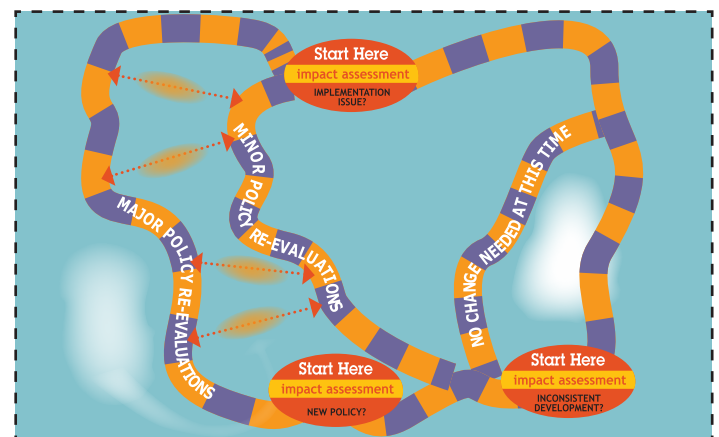 Start Here
impact assessment
IMPLEMENTATION
ISSUE?
MINOR POLICY RE-EVALUATIONS
NO CHANGE NEEDED AT THIS TIME
MAJOR POLICY RE-EVALUATIONS
Start Here
impact assessment
NEW POLICY?
Start Here
impact assessment
INCONSISTENT
DEVELOPMENT?